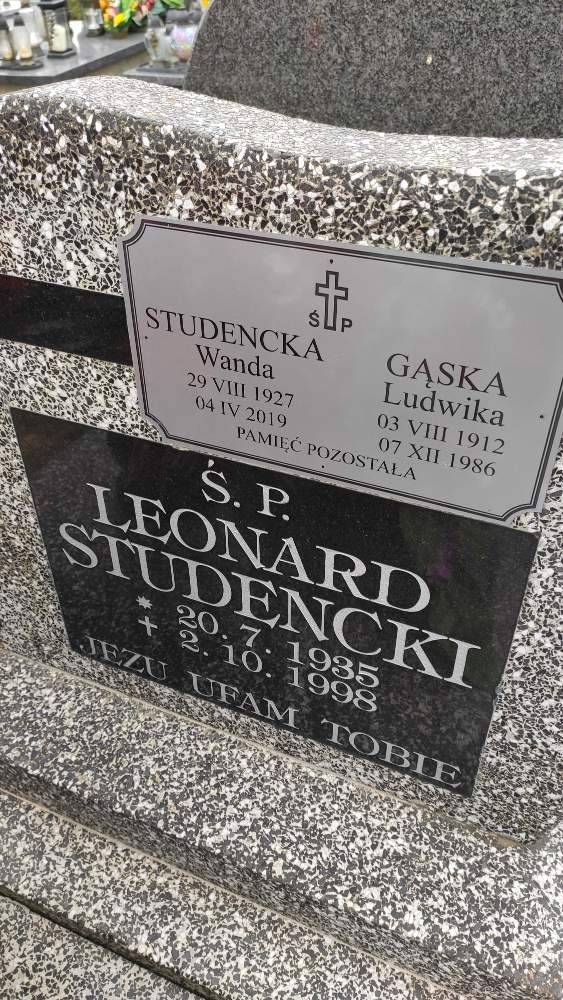 Ś P
STUDENCKA
Wanda
29 VIII 1927
04 IV 2019
GĄSKA
Ludwika
03 VIII 1912
07 XII 1986
PAMIĘĆ POZOSTAŁA
Ś. P.
LEONARD
STUDENCKI
* 20. 7. 1935
✝ 2. 10. 1998
JEZU UFAM TOBIE